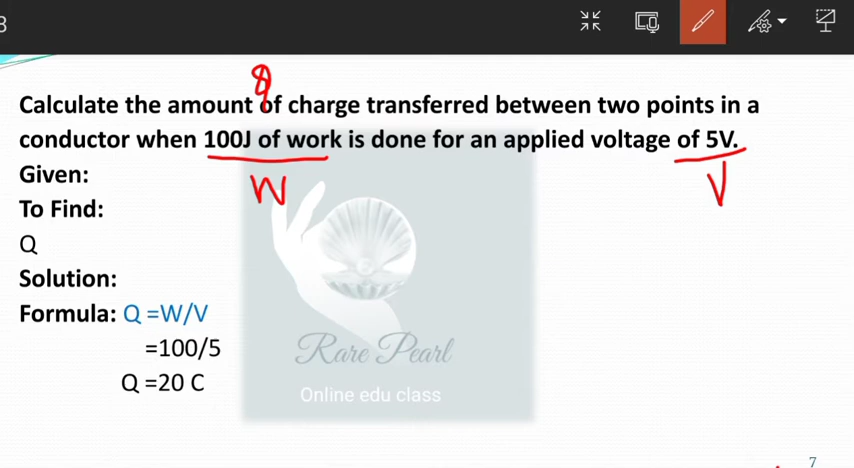 3
q
Calculate the amount of charge transferred between two points in a
conductor when 100J of work is done for an applied voltage of 5V.
Given:
W
V
To Find:
Q
Solution:
Formula: Q =W/V
=100/5
Q =20 C
Rare Pearl
Online edu class
7